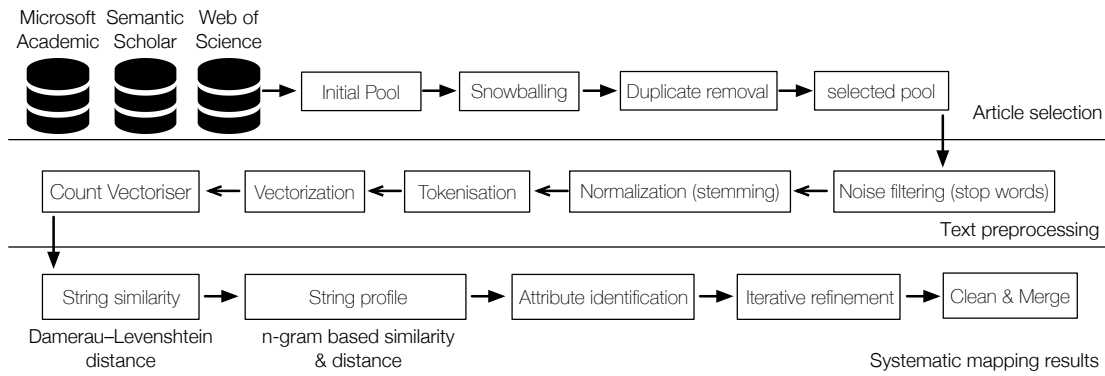 Microsoft Academic
Semantic Scholar
Web of Science
Initial Pool
Snowballing
Duplicate removal
selected pool
Article selection
Count Vectoriser
Vectorization
Tokenisation
Normalization (stemming)
Noise filtering (stop words)
Text preprocessing
String similarity
String profile
Attribute identification
Iterative refinement
Clean & Merge
Damerau–Levenshtein
distance
n-gram based similarity
& distance
Systematic mapping results